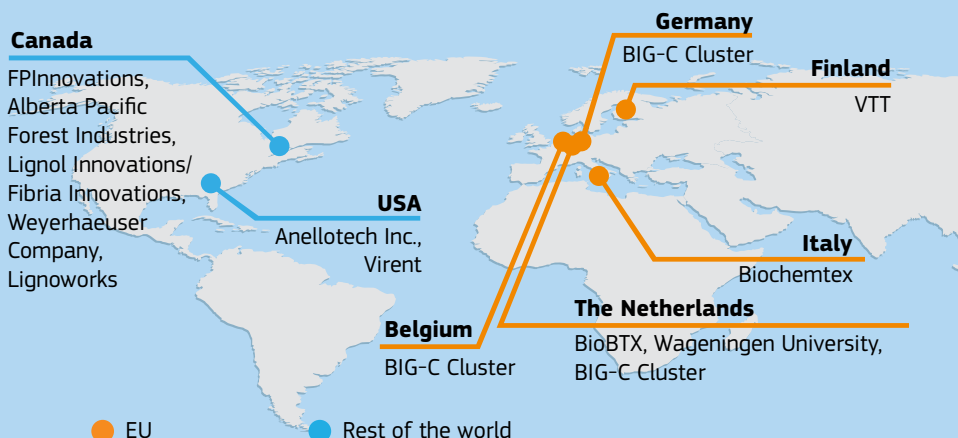 Canada
FPInnovations,
Alberta Pacific
Forest Industries,
Lignol Innovations/
Fibria Innovations,
Weyerhaeuser
Company,
Lignoworks
USA
Anellotech Inc.,
Virent
Germany
BIG-C Cluster
Finland
VTT
Italy
Biochemtex
The Netherlands
BioBTX, Wageningen University,
BIG-C Cluster
Belgium
BIG-C Cluster
EU
Rest of the world